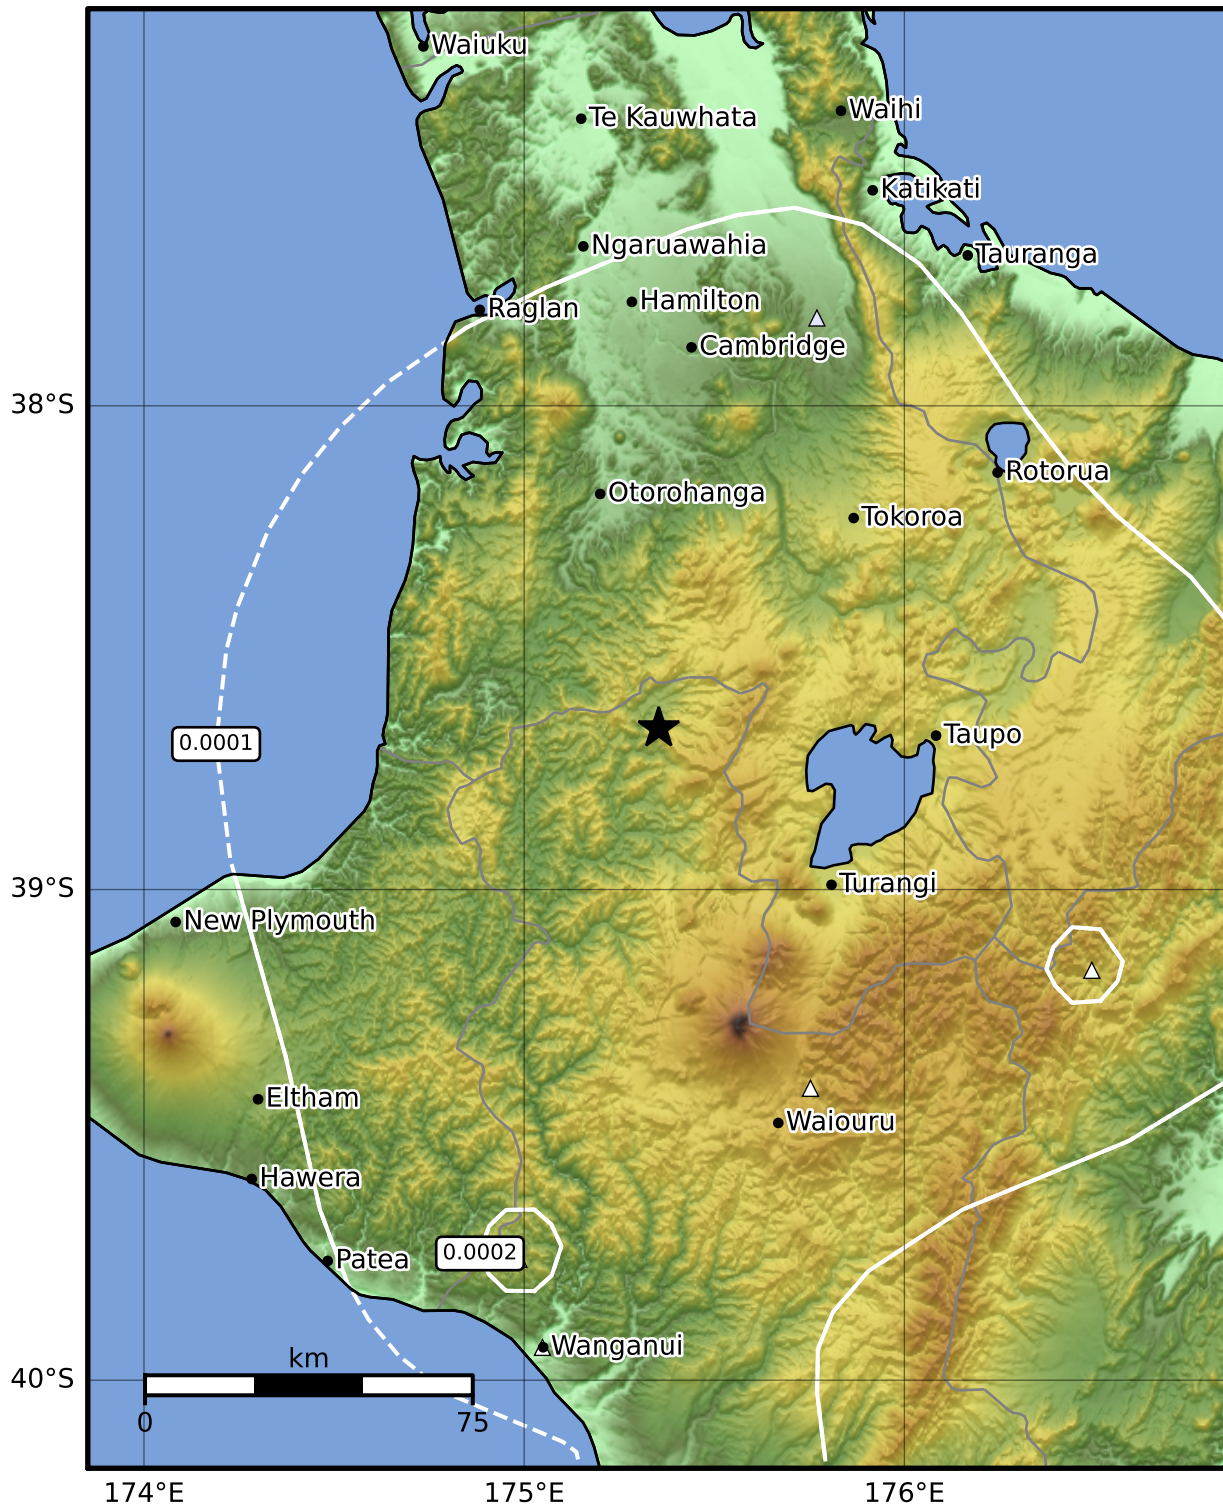 Waiuku
Waihi
Te Kauwhata
Katikati
Ngaruawahia
Tauranga
Hamilton
Raglan
Cambridge
38°S
Rotorua
Otorohanga
Tokoroa
Taupo
0.0001
Turangi
39°S
New Plymouth
Eltham
Waiouru
Hawera
0.0002
Patea
Wanganui
km
40°S
0
75
174°E
175°E
176°E